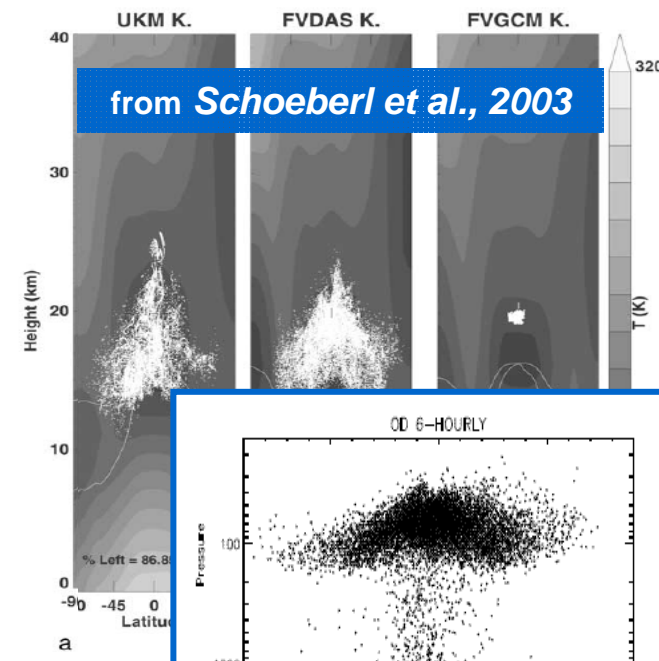 UKM K. FVDAS K. FVGCM K.
40
320
from Schoeberl et al., 2003
30
Height (km)
20
T (K)
10
OD 6-HOURLY
Pressure
100
% Left = 86.8
0
-90 -45 0
Latitu
a